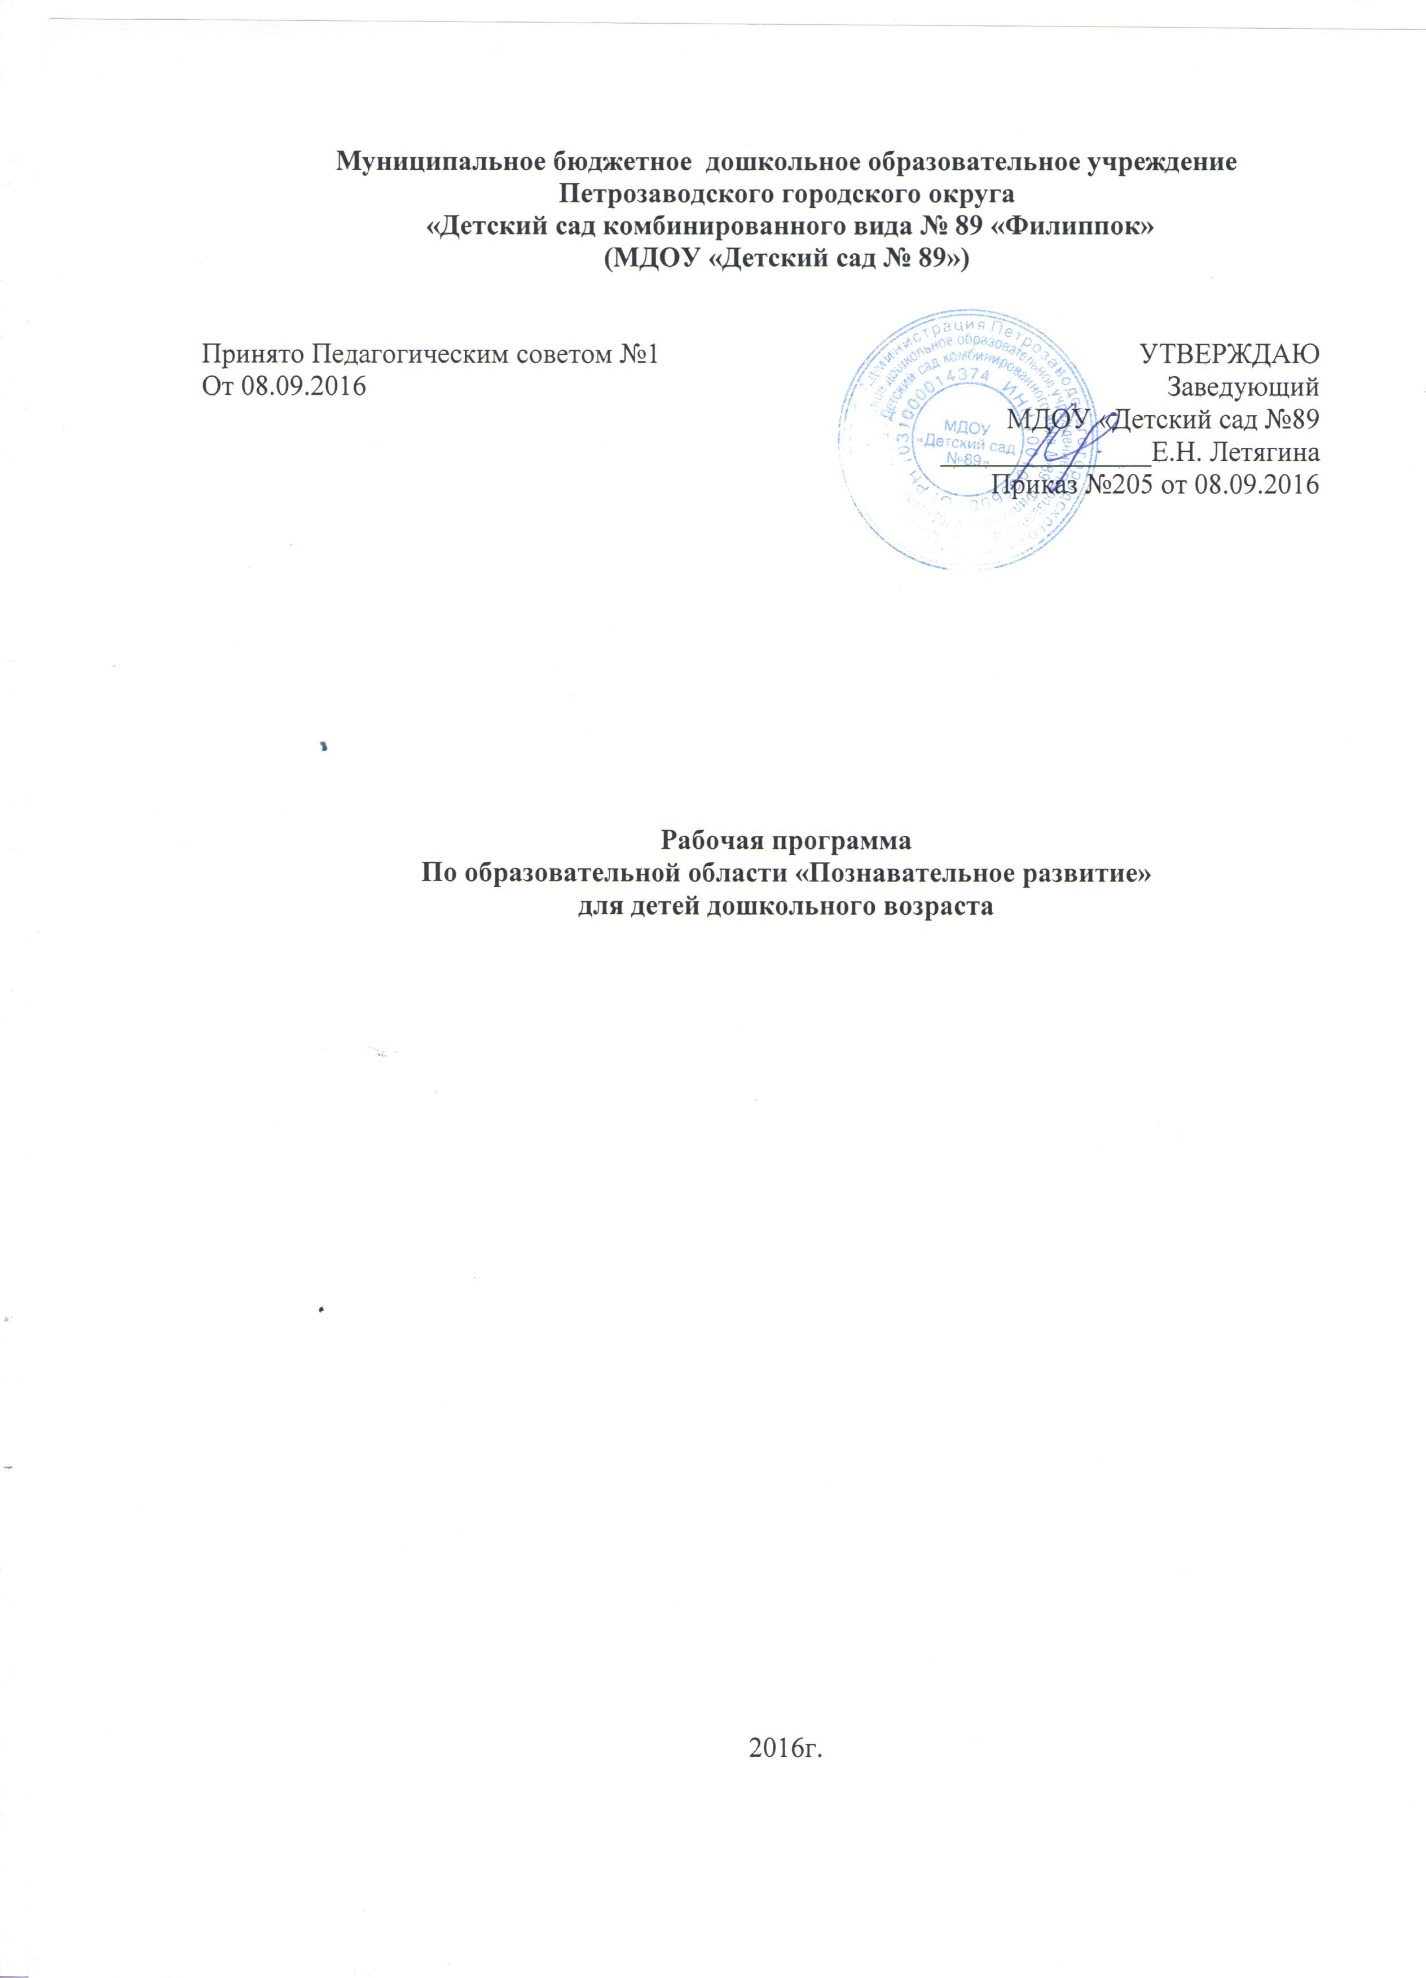 Муниципальное бюджетное  дошкольное образовательное учреждение
Петрозаводского городского округа
«Детский сад комбинированного вида № 89 «Филиппок»
(МДОУ «Детский сад № 89»)
Принято Педагогическим советом №1
От 08.09.2016
УТВЕРЖДАЮ
Заведующий
МДОУ «Детский сад №89
_______________Е.Н. Летягина
Приказ №205 от 08.09.2016
МДОУ
«Детский сад
№89»
Рабочая программа
По образовательной области «Познавательное развитие»
для детей дошкольного возраста
2016г.